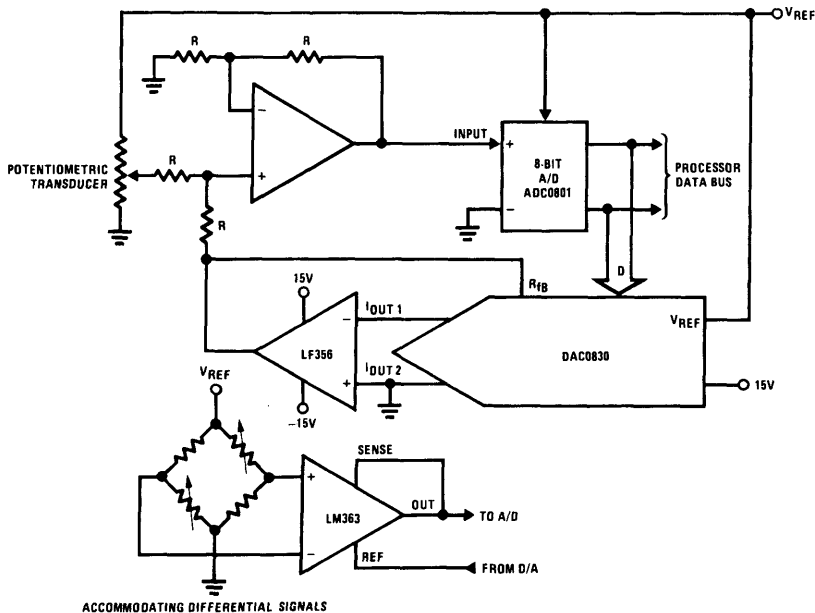 VREF
R
R
−
+
INPUT
+
−
8-BIT
A/D
ADC0801
PROCESSOR
DATA BUS
POTENTIOMETRIC
TRANSDUCER
R
R
D
RfB
15V
IOUT 1
−
LF356
+
IOUT 2
−15V
VREF
DAC0830
15V
VREF
SENSE
+
LM363
OUT
TO A/D
−
REF
FROM D/A
ACCOMMODATING DIFFERENTIAL SIGNALS